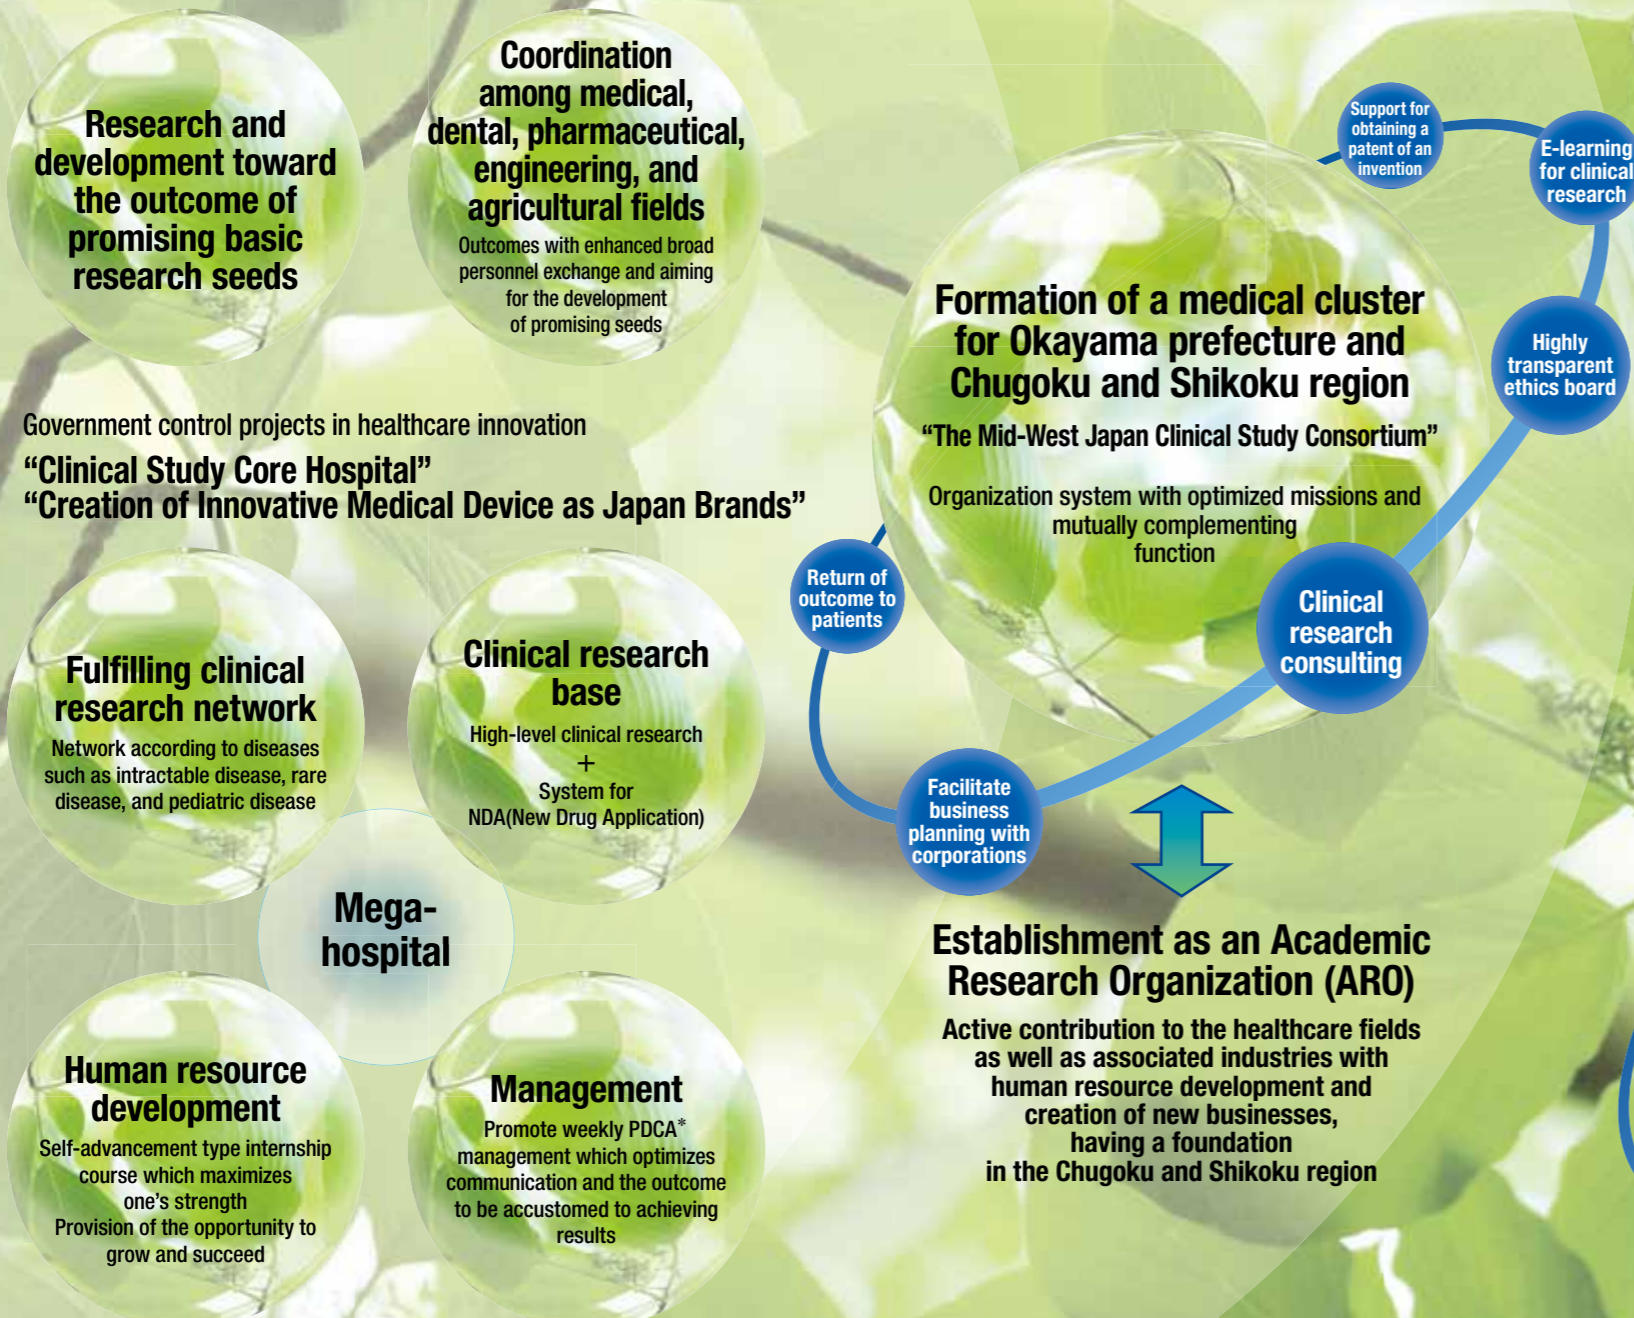 Research and
development toward
the outcome of
promising basic
research seeds
Coordination
among medical,
dental, pharmaceutical,
engineering, and
agricultural fields
Outcomes with enhanced broad
personnel exchange and aiming
for the development
of promising seeds
Government control projects in healthcare innovation
“Clinical Study Core Hospital”
“Creation of Innovative Medical Device as Japan Brands”
Fulfilling clinical
research network
Network according to diseases
such as intractable disease, rare
disease, and pediatric disease
Clinical research
base
High-level clinical research
+
System for
NDA(New Drug Application)
Mega-
hospital
Human resource
development
Self-advancement type internship
course which maximizes
one’s strength
Provision of the opportunity to
grow and succeed
Management
Promote weekly PDCA*
management which optimizes
communication and the outcome
to be accustomed to achieving
results
Support for
obtaining a
patent of an
invention
E-learning
for clinical
research
Highly
transparent
ethics board
Formation of a medical cluster
for Okayama prefecture and
Chugoku and Shikoku region
“The Mid-West Japan Clinical Study Consortium”
Organization system with optimized missions and
mutually complementing
function
Clinical
research
consulting
Return of
outcome to
patients
Facilitate
business
planning with
corporations
Establishment as an Academic
Research Organization (ARO)
Active contribution to the healthcare fields
as well as associated industries with
human resource development and
creation of new businesses,
having a foundation
in the Chugoku and Shikoku region